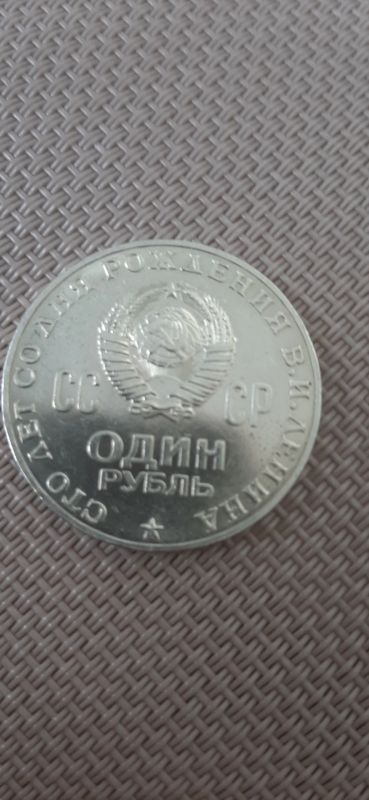 СТО ЛЕТ СО ДНЯ РОЖДЕНИЯ В.И.ЛЕНИНА
СС СР
ОДИН
РУБЛЬ